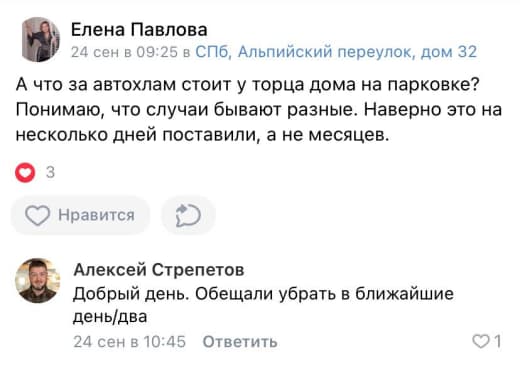 Елена Павлова
24 сен в 09:25 в СПб, Альпийский переулок, дом 32
А что за автохлам стоит у торца дома на парковке?
Понимаю, что случаи бывают разные. Наверно это на
несколько дней поставили, а не месяцев.
3
Нравится
Алексей Стрепетов
Добрый день. Обещали убрать в ближайшие
день/два
24 сен в 10:45 Ответить 1